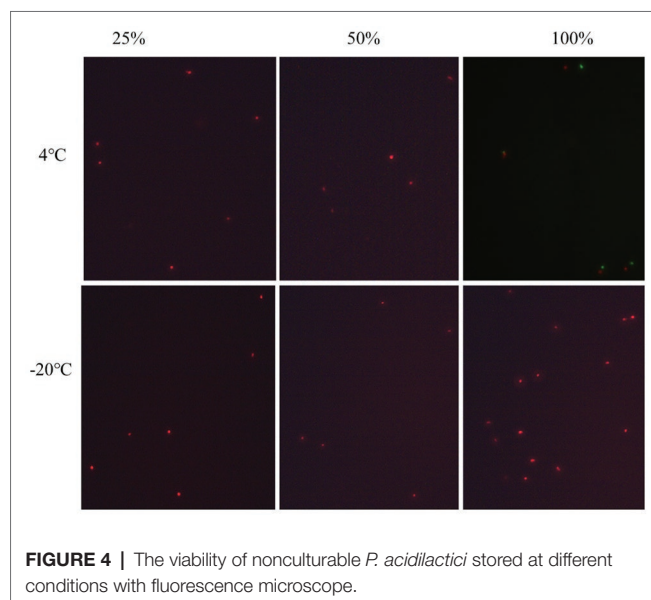 25% 50% 100%
4°C
-20°C
FIGURE 4 | The viability of nonculturable P. acidilactici stored at different
conditions with fluorescence microscope.